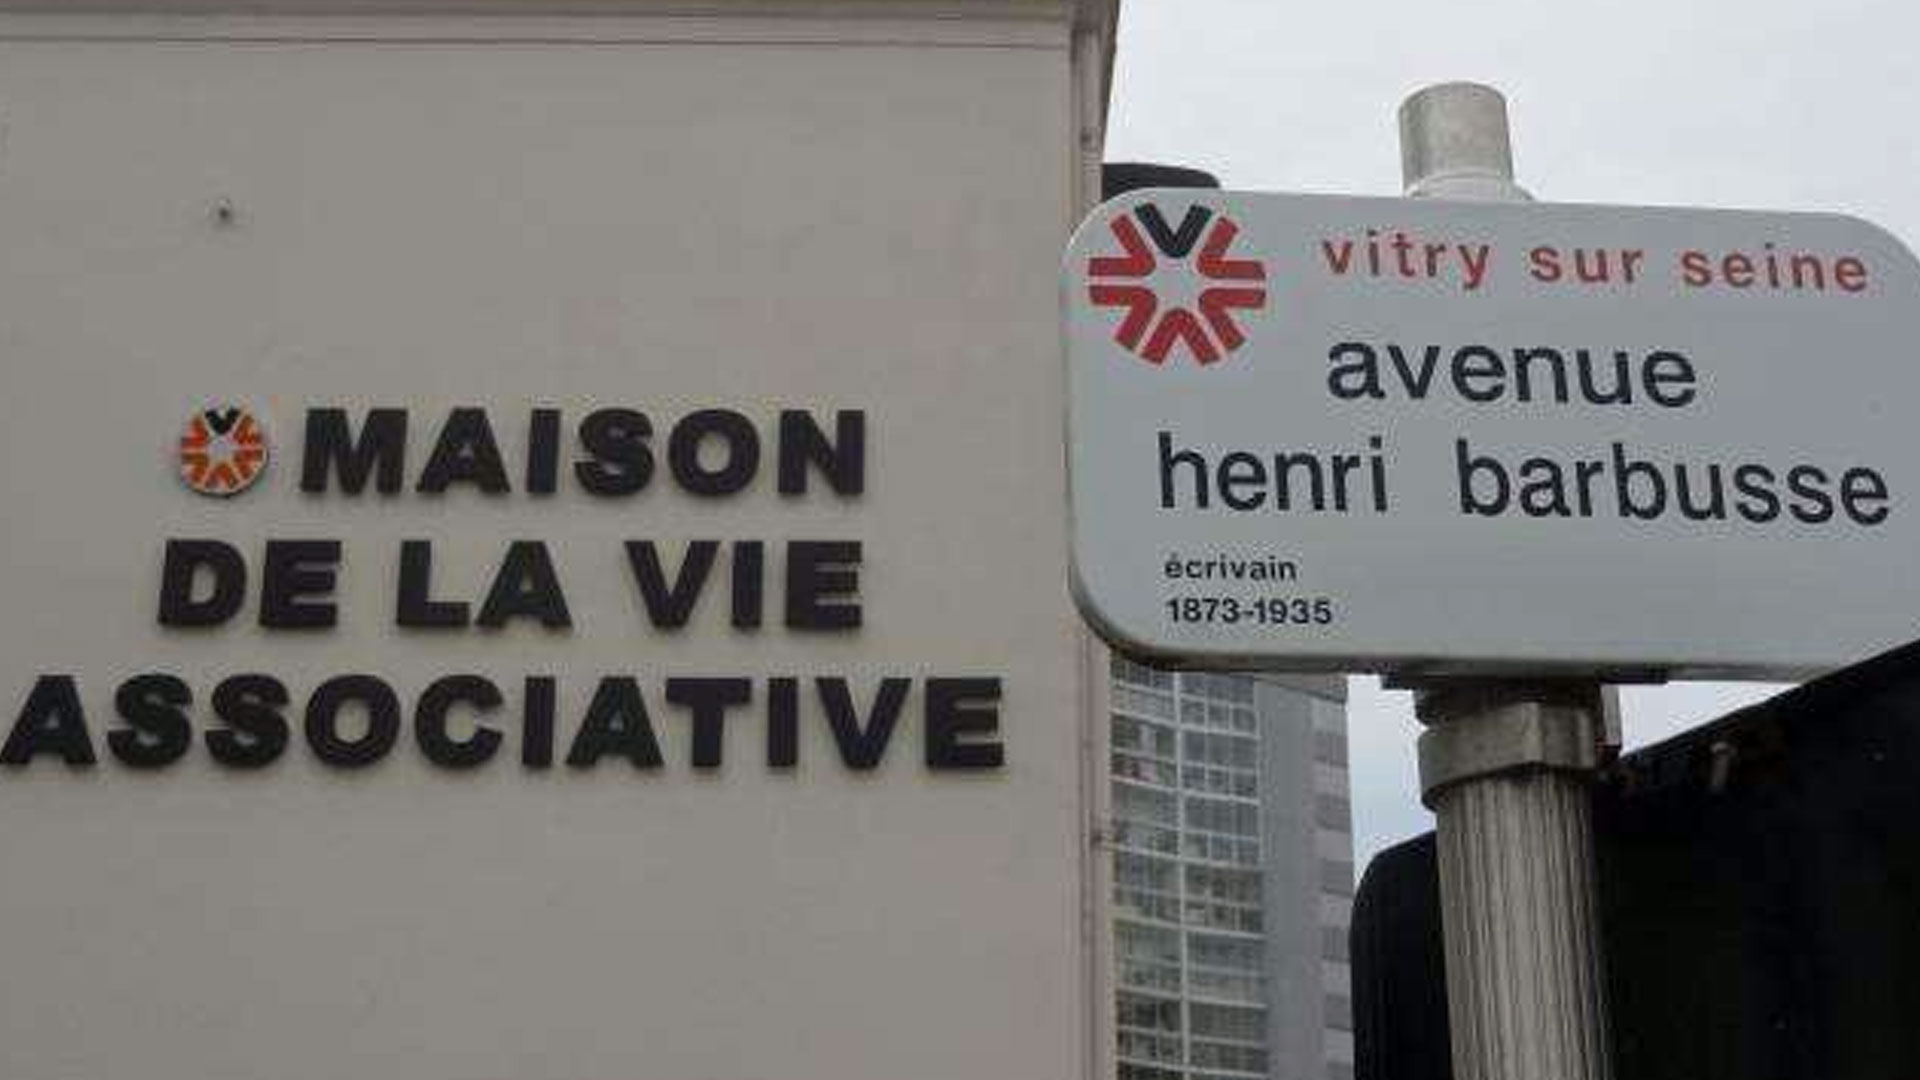 MAISON
DE LA VIE
ASSOCIATIVE
vitry sur seine
avenue
henri barbusse
écrivain
1873-1935